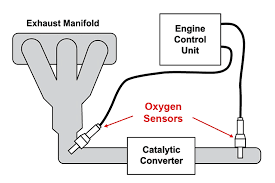 Exhaust Manifold
Engine
Control
Unit
Oxygen
Sensors
Catalytic
Converter